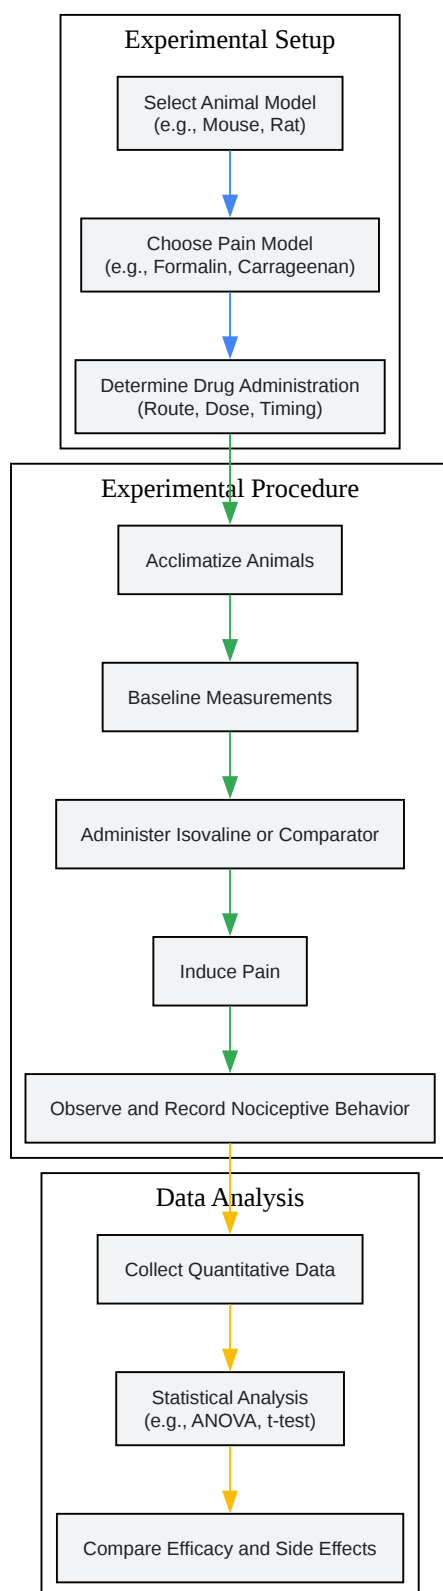 Experimental Setup
Select Animal Model
(e.g., Mouse, Rat)
Choose Pain Model
(e.g., Formalin, Carrageenan)
Determine Drug Administration
(Route, Dose, Timing)
Experimental Procedure
Acclimatize Animals
Baseline Measurements
Administer Isovaline or Comparator
Induce Pain
Observe and Record Nociceptive Behavior
Data Analysis
Collect Quantitative Data
Statistical Analysis
(e.g., ANOVA, t-test)
Compare Efficacy and Side Effects